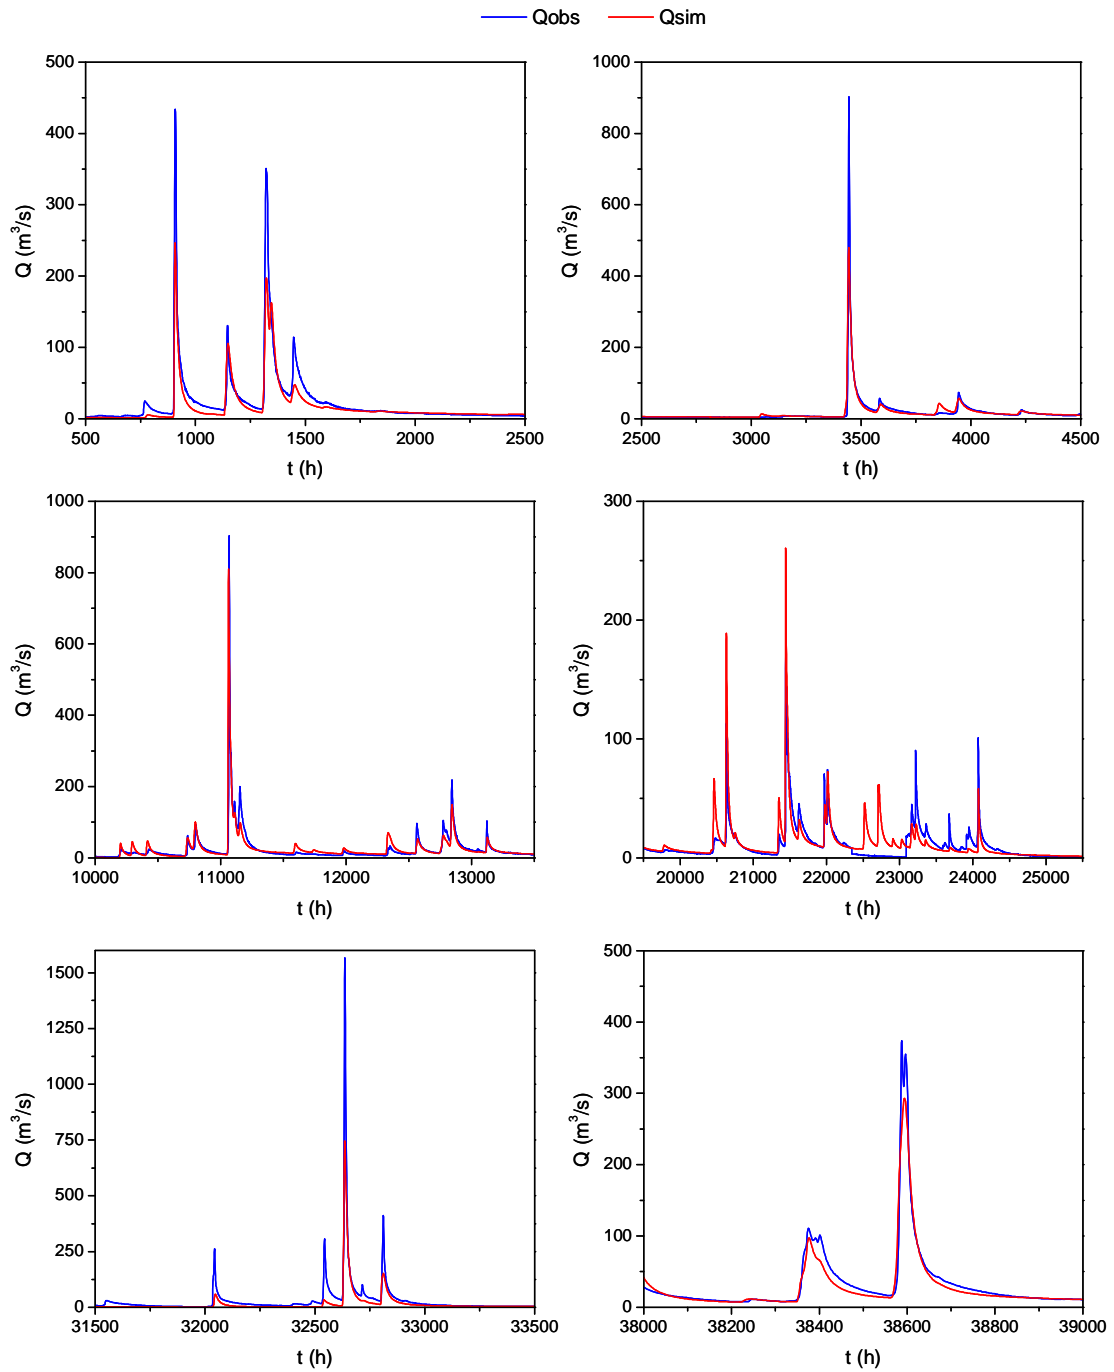 Qobs Qsim
500
400
300
200
100
0
Q (m³/s)
500 1000 1500 2000 2500
t (h)
1000
800
600
400
200
0
Q (m³/s)
2500 3000 3500 4000 4500
t (h)
1000
800
600
400
200
0
Q (m³/s)
10000 11000 12000 13000
t (h)
300
200
100
0
Q (m³/s)
20000 21000 22000 23000 24000 25000
t (h)
1500
1250
1000
750
500
250
0
Q (m³/s)
31500 32000 32500 33000 33500
t (h)
500
400
300
200
100
0
Q (m³/s)
38000 38200 38400 38600 38800 39000
t (h)